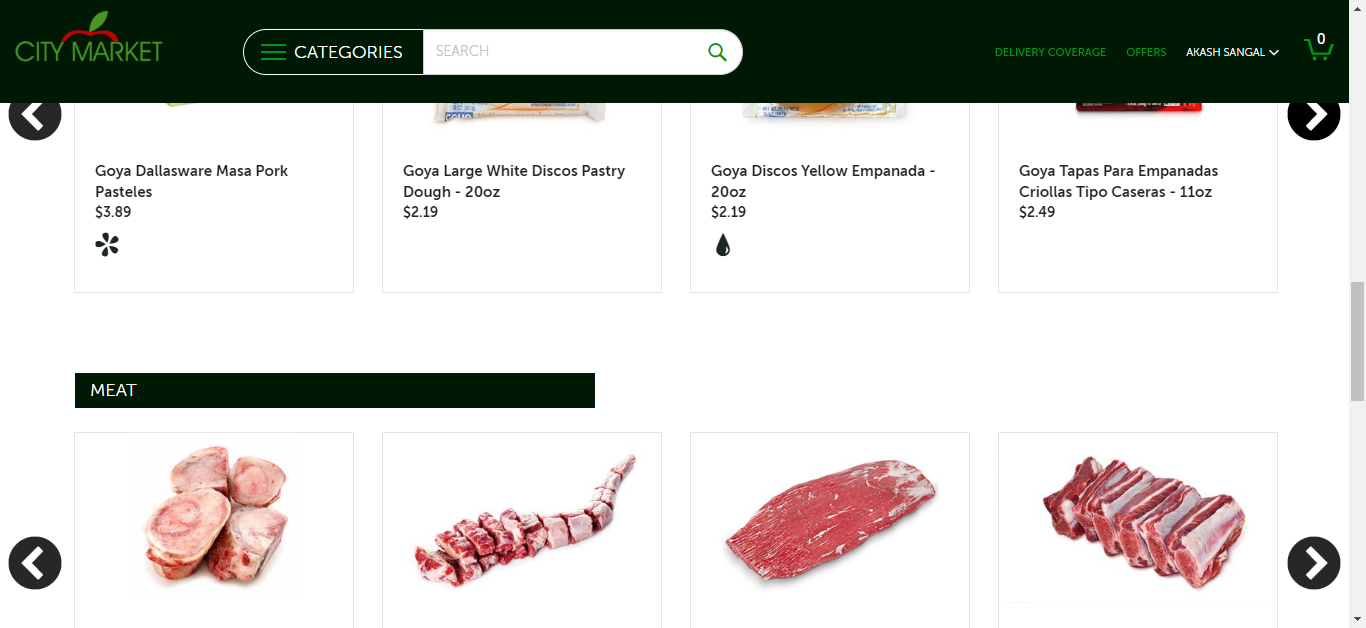 CITY MARKET
CATEGORIES
SEARCH
DELIVERY COVERAGE
OFFERS
AKASH SANGAL
0
Goya Dallasware Masa Pork
Pasteles
$3.89
Goya Large White Discos Pastry
Dough - 20oz
$2.19
Goya Discos Yellow Empanada -
20oz
$2.19
Goya Tapas Para Empanadas
Criollas Tipo Caseras - 11oz
$2.49
MEAT